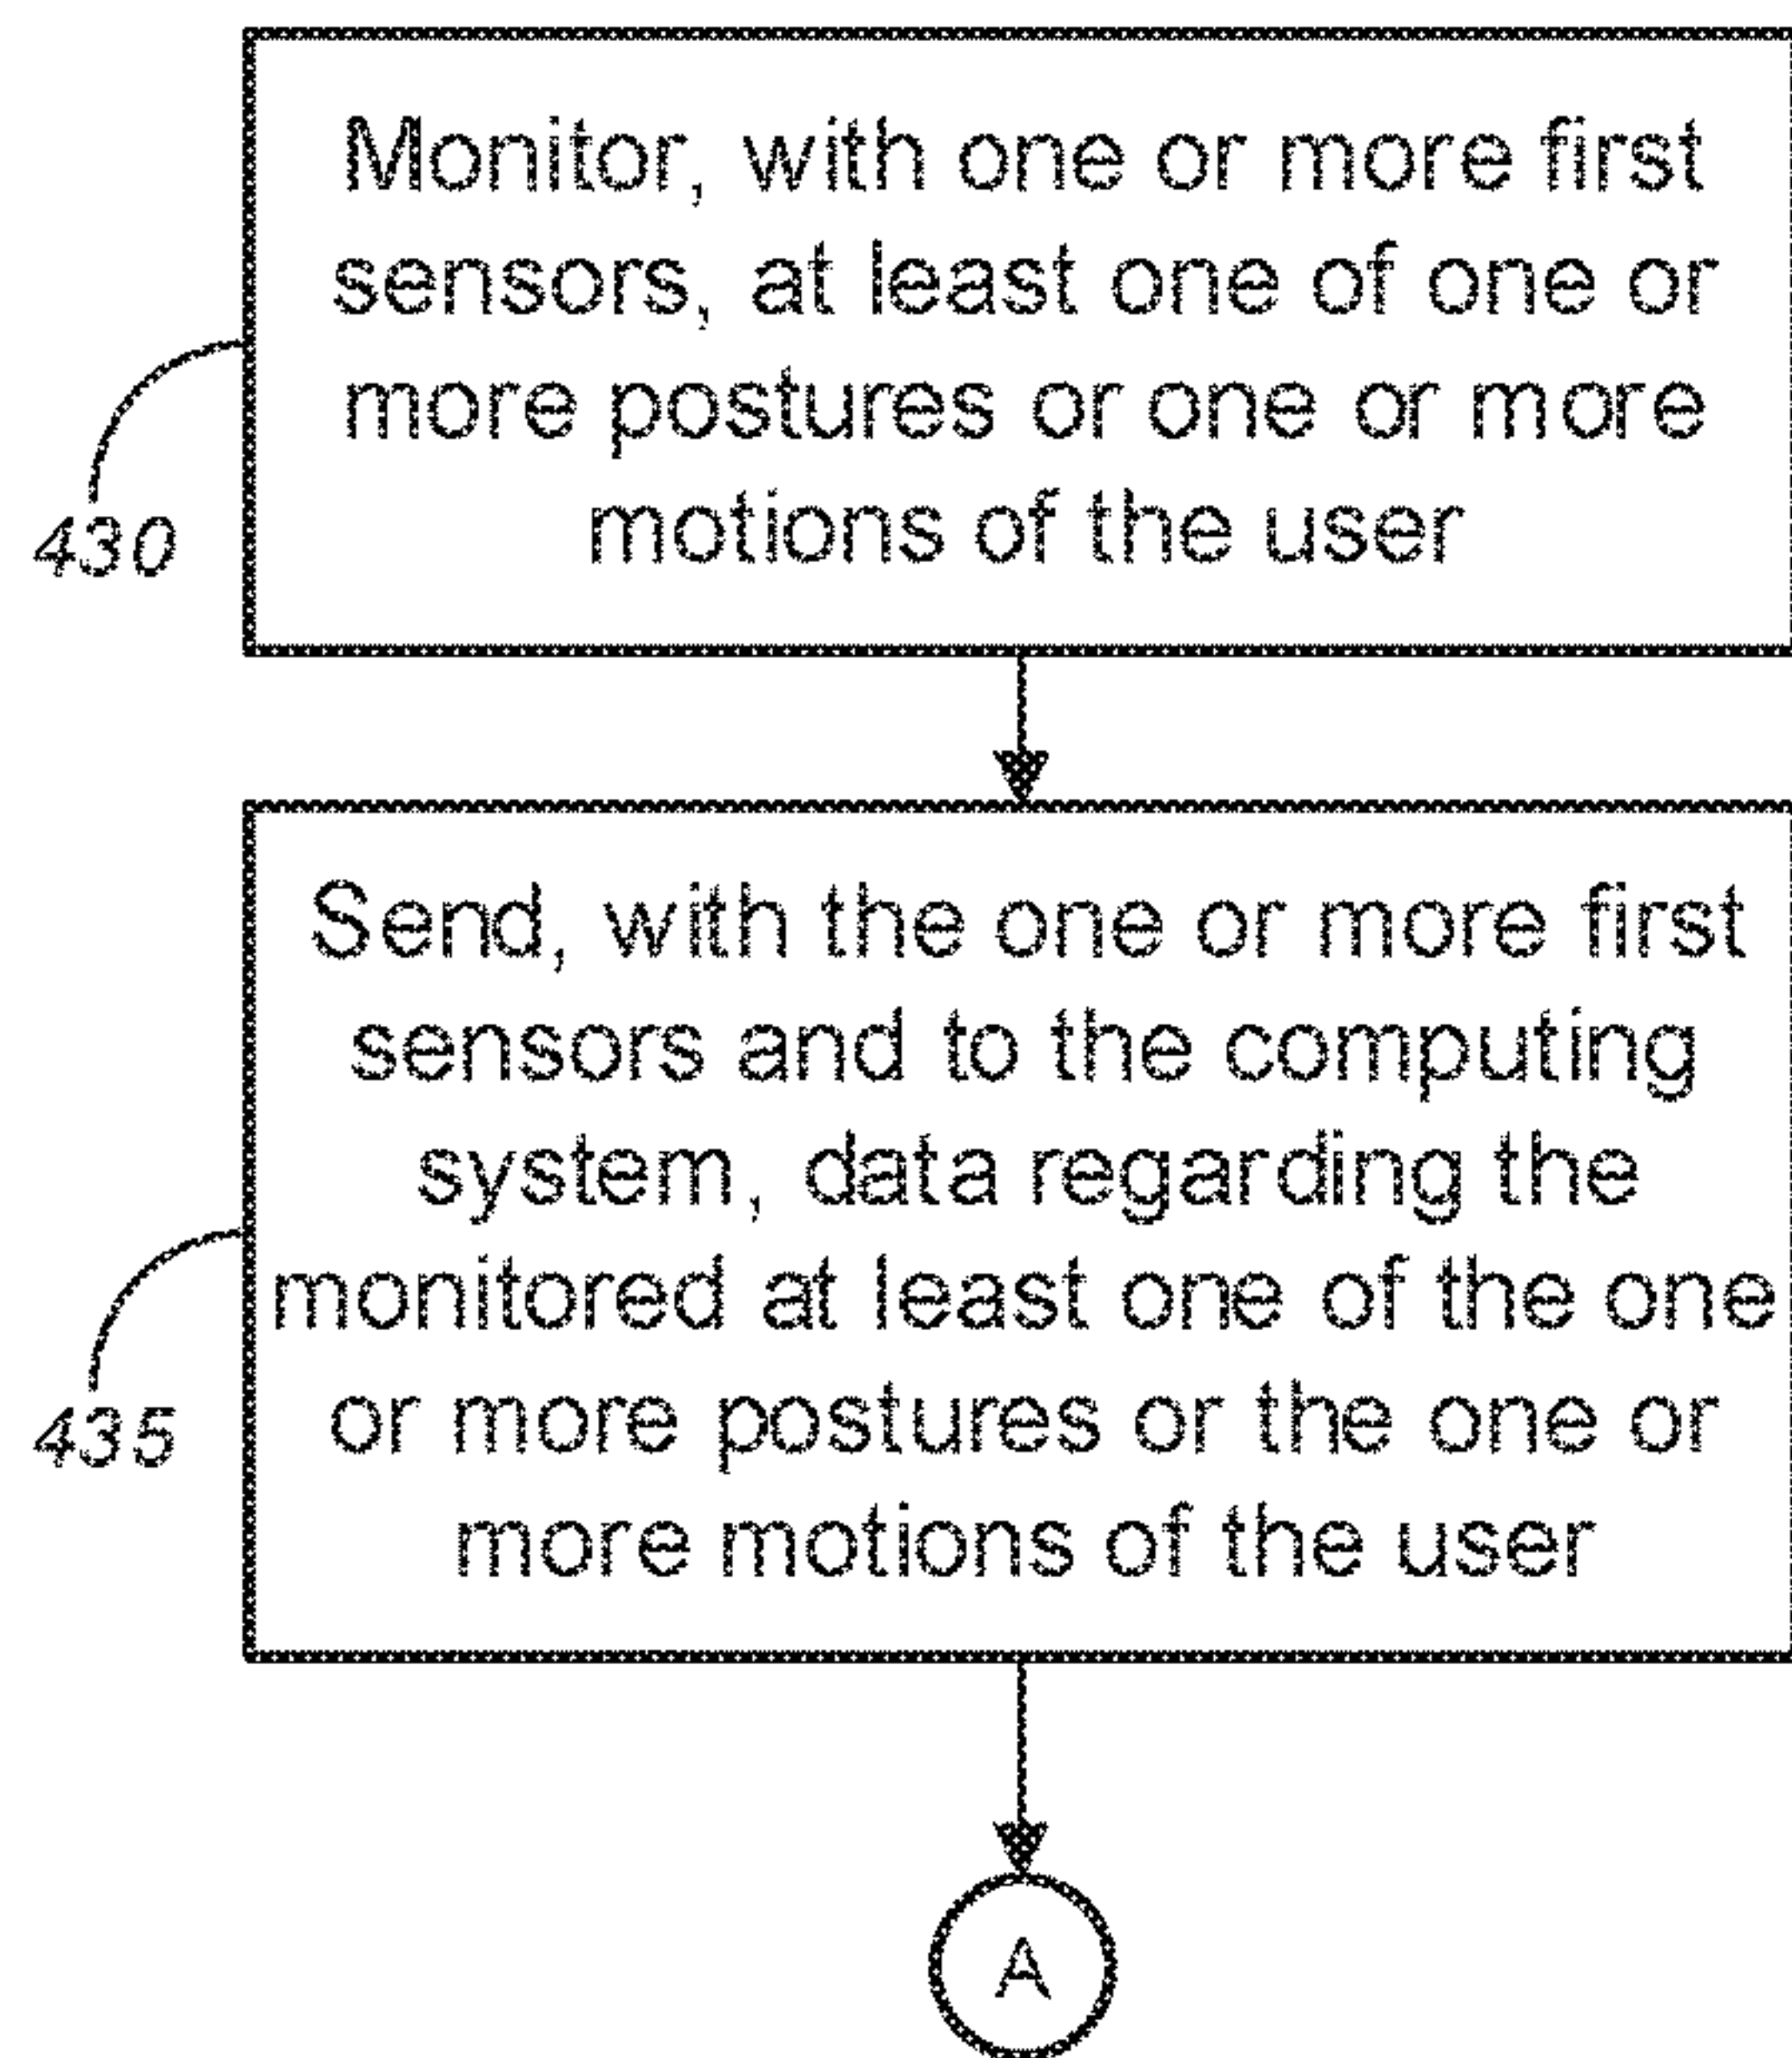 Monitor, with one or more first
sensors, at least one of one or
more postures or one or more
motions of the user
430
Send, with the one or more first
sensors and to the computing
system, data regarding the
monitored at least one of the one
or more postures or the one or
more motions of the user
435
A